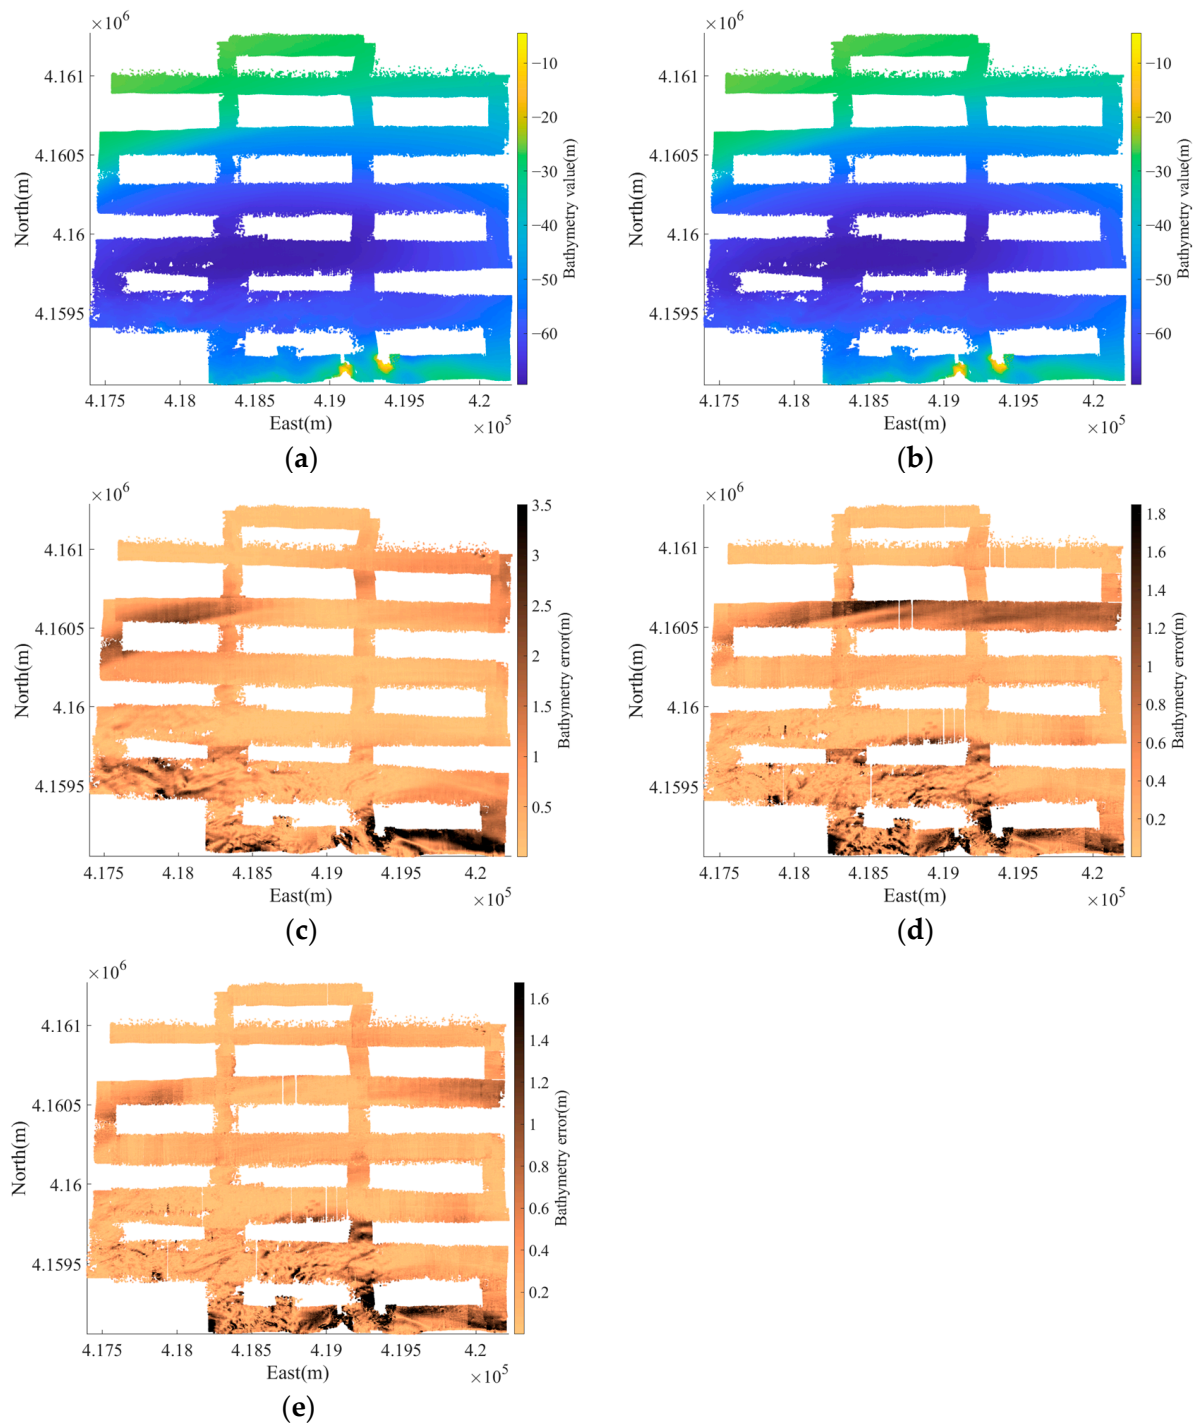 ×10⁶
4.161
4.1605
4.16
4.1595
North(m)
4.175 4.18 4.185 4.19 4.195 4.2
East(m)
×10⁵
−10
−20
−30
−40
−50
−60
Bathymetry value(m)
(a)
×10⁶
4.161
4.1605
4.16
4.1595
North(m)
4.175 4.18 4.185 4.19 4.195 4.2
East(m)
×10⁵
−10
−20
−30
−40
−50
−60
Bathymetry value(m)
(b)
×10⁶
4.161
4.1605
4.16
4.1595
North(m)
4.175 4.18 4.185 4.19 4.195 4.2
East(m)
×10⁵
3.5
3
2.5
2
1.5
1
0.5
Bathymetry error(m)
(c)
×10⁶
4.161
4.1605
4.16
4.1595
North(m)
4.175 4.18 4.185 4.19 4.195 4.2
East(m)
×10⁵
1.8
1.6
1.4
1.2
1
0.8
0.6
0.4
0.2
Bathymetry error(m)
(d)
×10⁶
4.161
4.1605
4.16
4.1595
North(m)
4.175 4.18 4.185 4.19 4.195 4.2
East(m)
×10⁵
1.6
1.4
1.2
1
0.8
0.6
0.4
0.2
Bathymetry error(m)
(e)